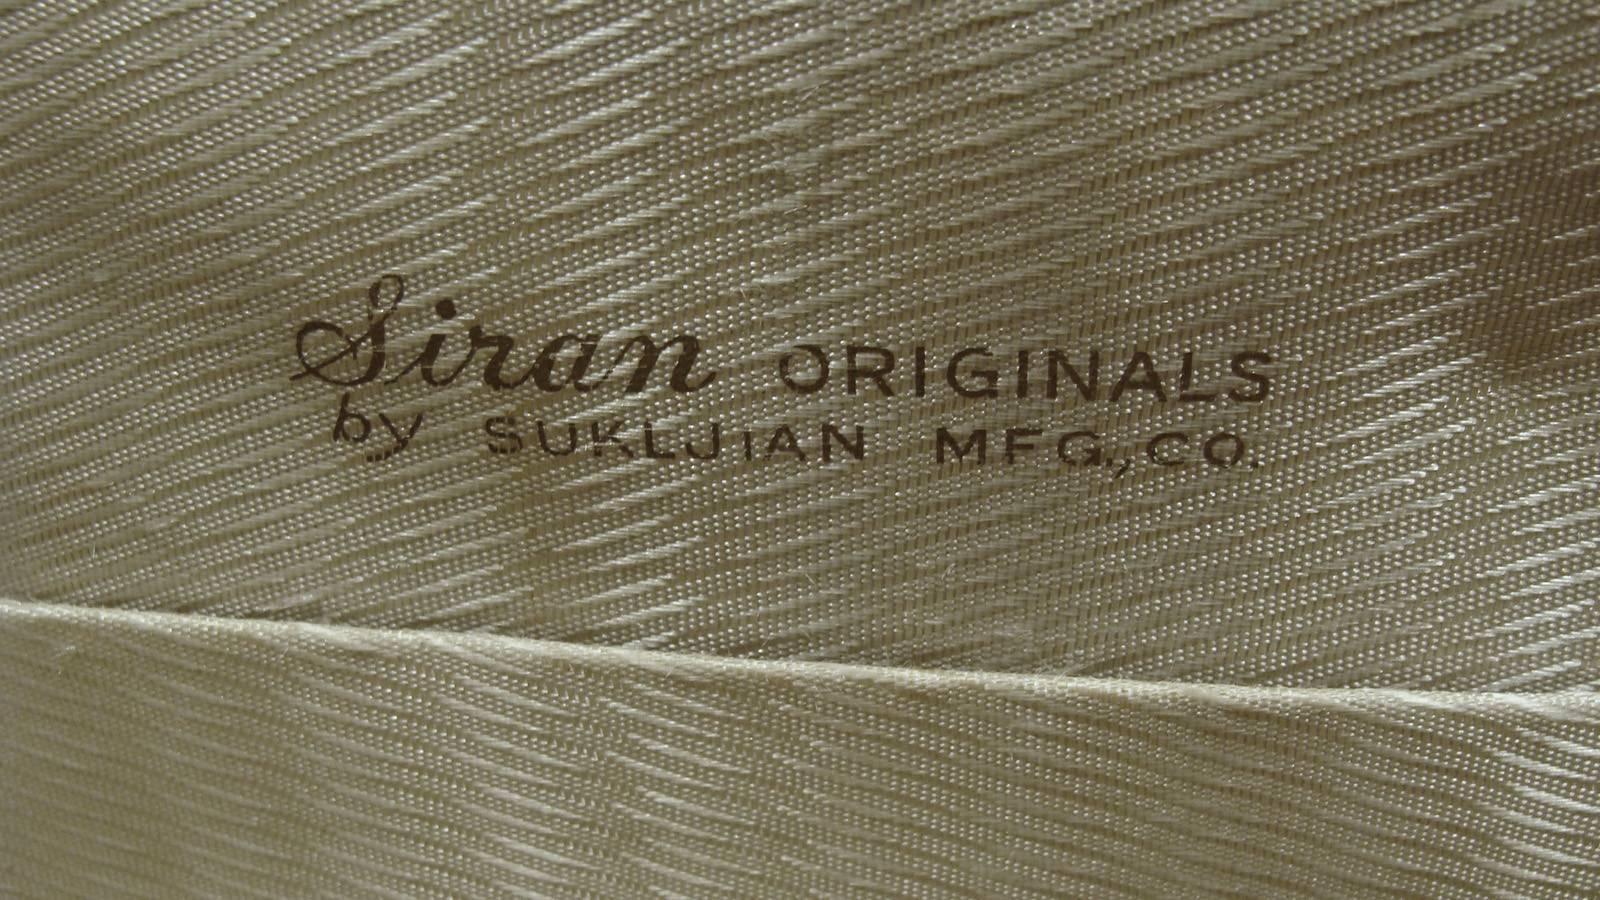 Siran ORIGINALS
by SUKLJIAN MFG., CO.